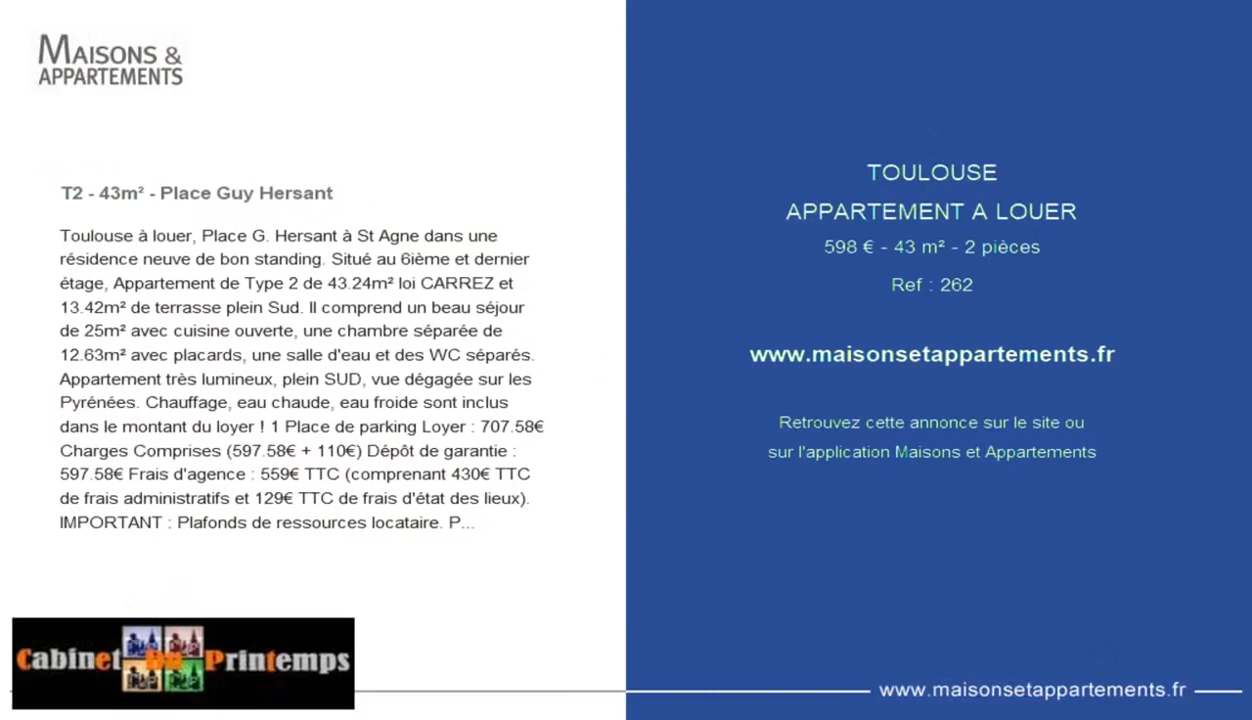 MAISONS &
APPARTEMENTS
T2 - 43m² - Place Guy Hersant
Toulouse à louer, Place G. Hersant à St Agne dans une
résidence neuve de bon standing. Situé au 6ième et dernier
étage, Appartement de Type 2 de 43.24m² loi CARREZ et
13.42m² de terrasse plein Sud. Il comprend un beau séjour
de 25m² avec cuisine ouverte, une chambre séparée de
12.63m² avec placards, une salle d'eau et des WC séparés.
Appartement très lumineux, plein SUD, vue dégagée sur les
Pyrénées. Chauffage, eau chaude, eau froide sont inclus
dans le montant du loyer ! 1 Place de parking Loyer : 707.58€
Charges Comprises (597.58€ + 110€) Dépôt de garantie :
597.58€ Frais d'agence : 559€ TTC (comprenant 430€ TTC
de frais administratifs et 129€ TTC de frais d'état des lieux).
IMPORTANT : Plafonds de ressources locataire. P...
Cabinet Du Printemps
TOULOUSE
APPARTEMENT A LOUER
598 € - 43 m² - 2 pièces
Ref : 262
www.maisonsetappartements.fr
Retrouvez cette annonce sur le site ou
sur l'application Maisons et Appartements
www.maisonsetappartements.fr